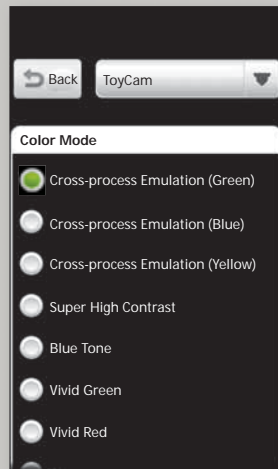 Back
ToyCam
Color Mode
Cross-process Emulation (Green)
Cross-process Emulation (Blue)
Cross-process Emulation (Yellow)
Super High Contrast
Blue Tone
Vivid Green
Vivid Red